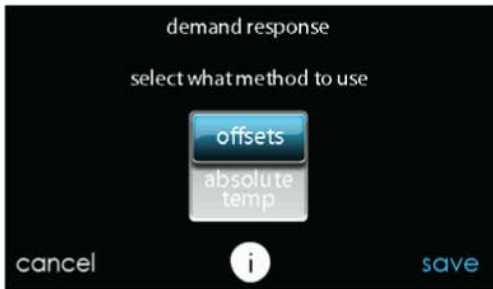 demand response
select what method to use
offsets
absolute
temp
cancel
i
save